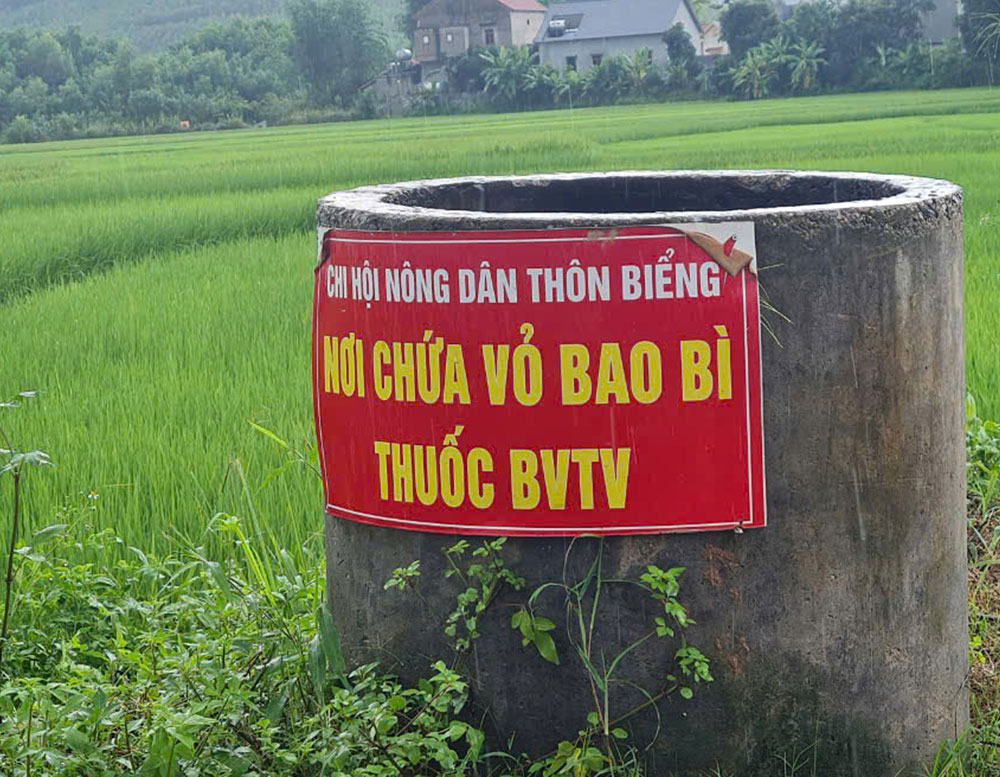 CHI HỘI NÔNG DÂN THÔN BIỂNG
NƠI CHỨA VỎ BAO BÌ
THUỐC BVTV